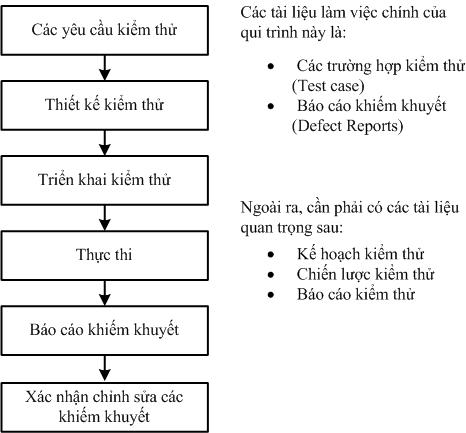 Các yêu cầu kiểm thử
Thiết kế kiểm thử
Triển khai kiểm thử
Thực thi
Báo cáo khiếm khuyết
Xác nhận chỉnh sửa các
khiếm khuyết
Các tài liệu làm việc chính của
qui trình này là:
• Các trường hợp kiểm thử
(Test case)
• Báo cáo khiếm khuyết
(Defect Reports)
Ngoài ra, cần phải có các tài liệu
quan trọng sau:
• Kế hoạch kiểm thử
• Chiến lược kiểm thử
• Báo cáo kiểm thử